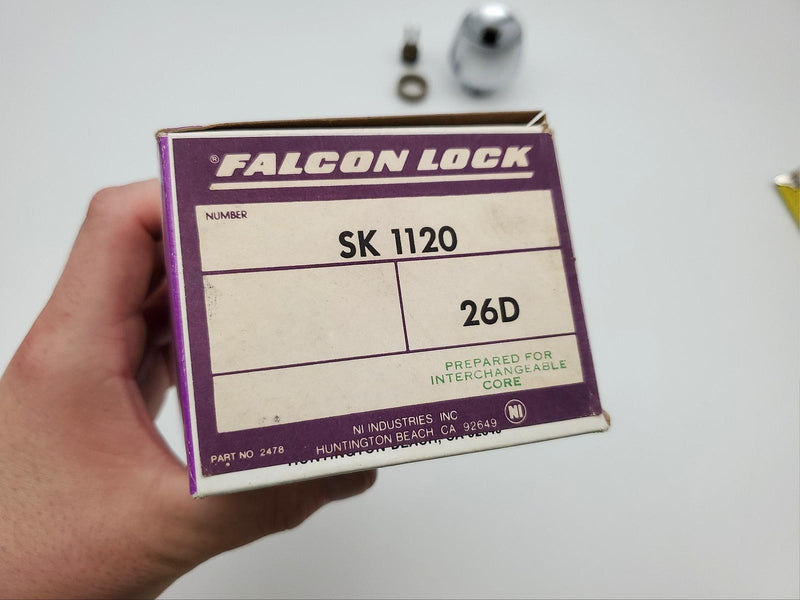 ® FALCON LOCK
NUMBER
SK 1120
26D
PREPARED FOR
INTERCHANGEABLE
CORE
NI INDUSTRIES INC
HUNTINGTON BEACH, CA 92649
NI
PART NO 2478